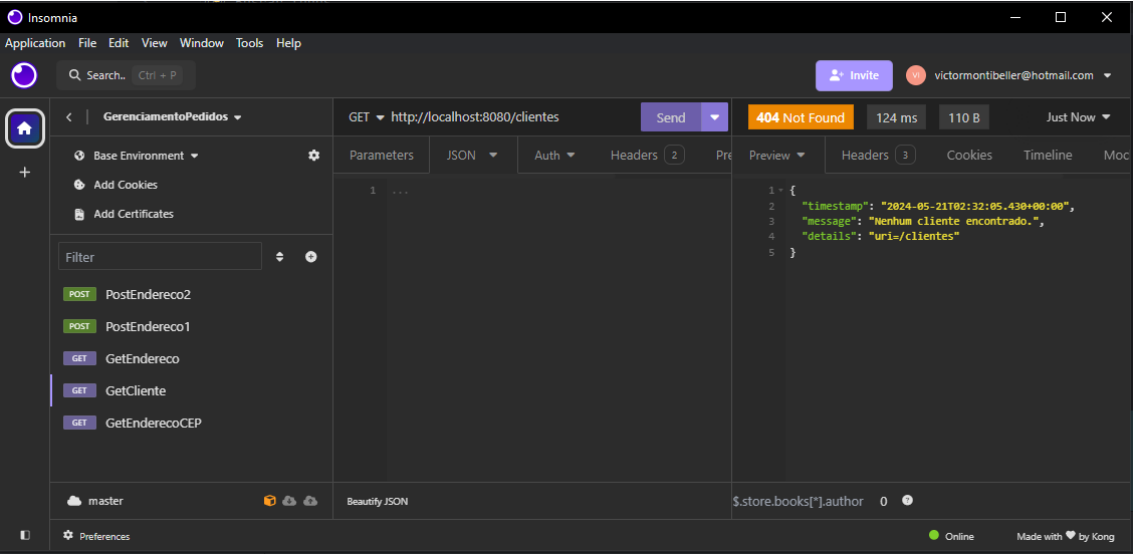 Insomnia
Application File Edit View Window Tools Help
Search.. Ctrl + P
Invite
VI
victormontibeller@hotmail.com
GerenciamentoPedidos
GET http://localhost:8080/clientes
Send
404 Not Found
124 ms
110 B
Just Now
Base Environment
Add Cookies
Add Certificates
Filter
POST PostEndereco2
POST PostEndereco1
GET GetEndereco
GET GetCliente
GET GetEnderecoCEP
master
Parameters JSON Auth Headers 2 Pre
1 ...
Beautify JSON
Preview Headers 3 Cookies Timeline Moc
1 {
2 "timestamp": "2024-05-21T02:32:05.430+00:00",
3 "message": "Nenhum cliente encontrado.",
4 "details": "uri=/clientes"
5 }
$.store.books[*].author 0 ?
Preferences
Online
Made with ♥ by Kong